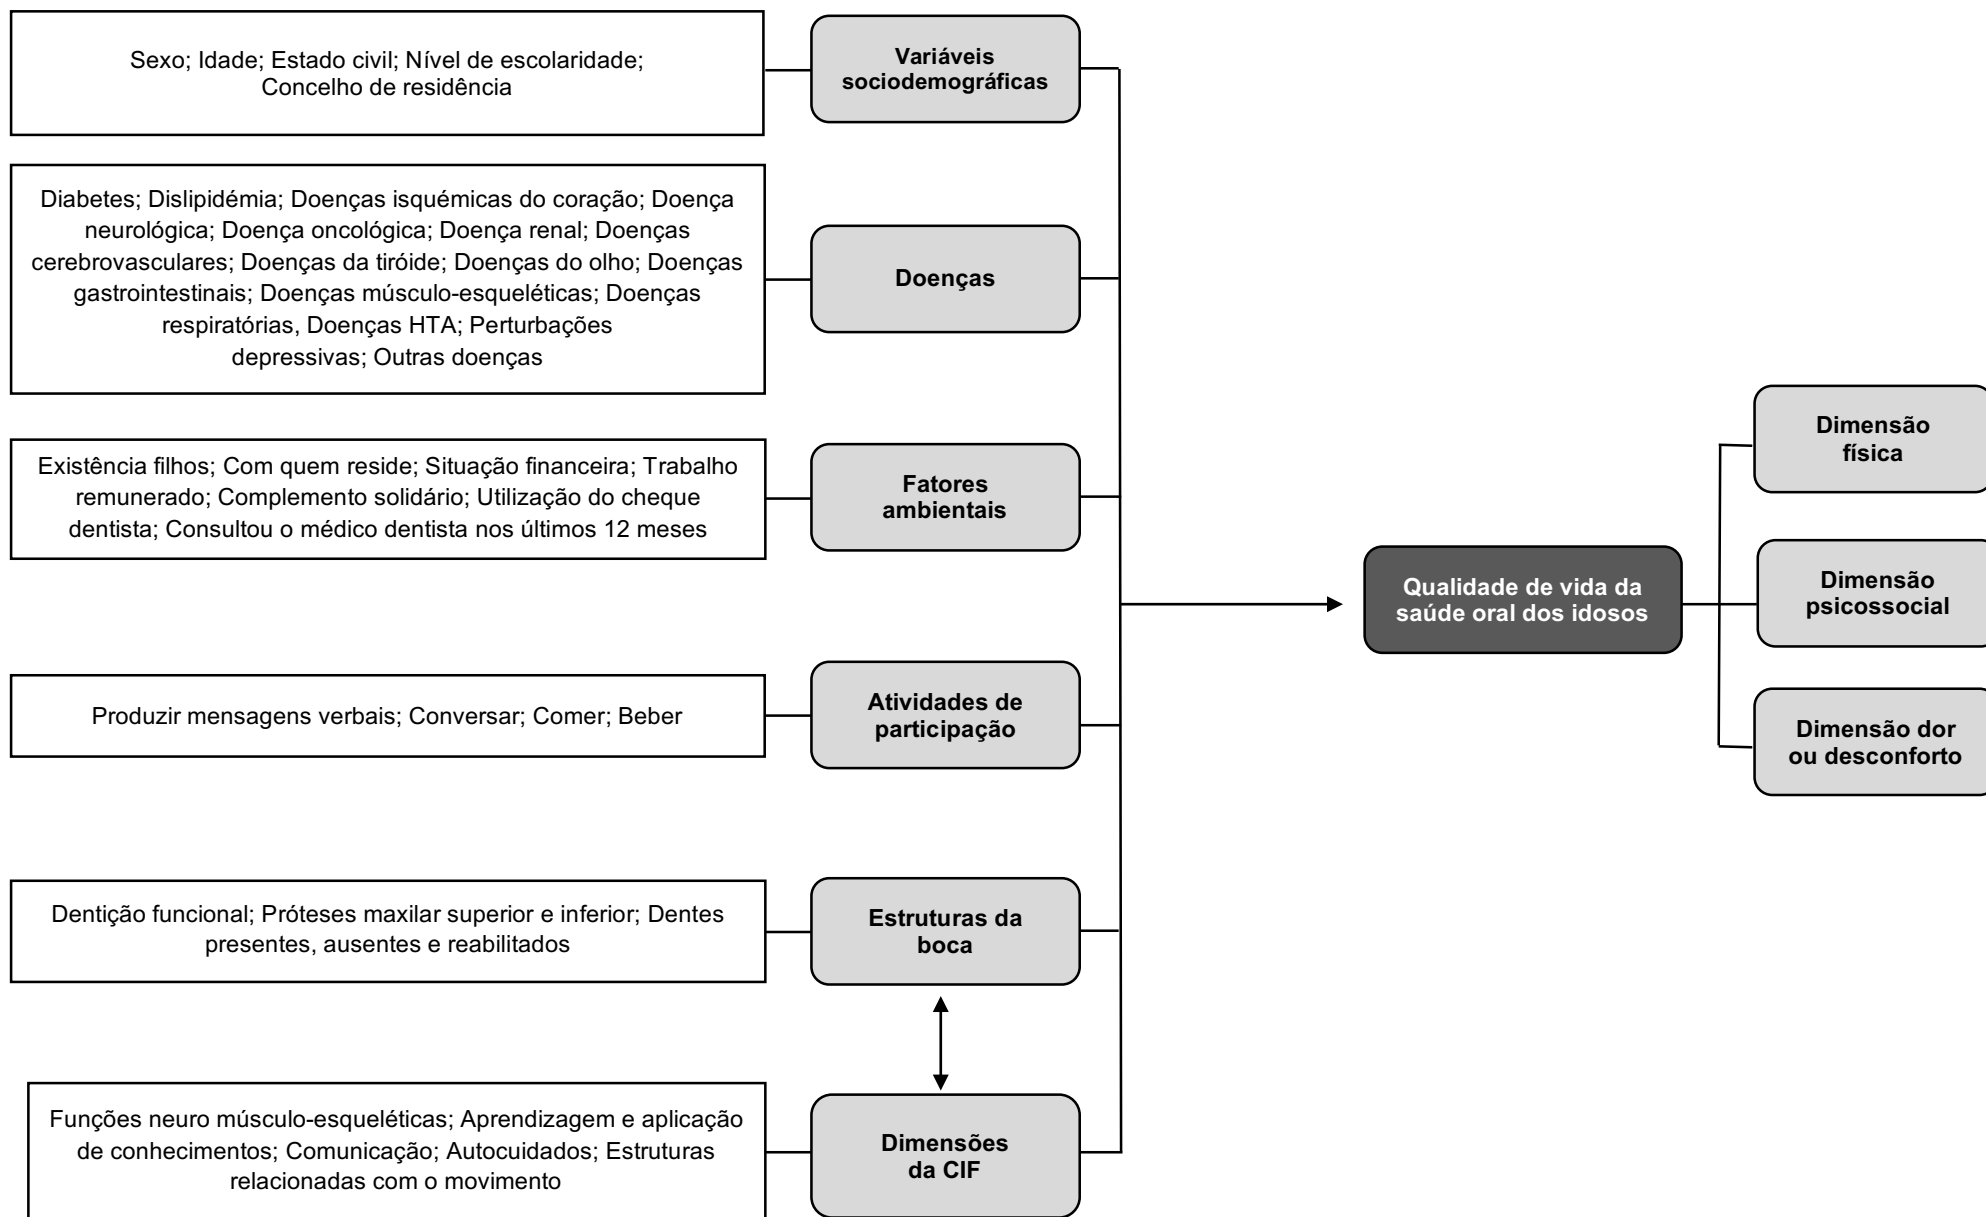 Sexo; Idade; Estado civil; Nível de escolaridade;
Concelho de residência
Variáveis
sociodemográficas
Diabetes; Dislipidémia; Doenças isquémicas do coração; Doença
neurológica; Doença oncológica; Doença renal; Doenças
cerebrovasculares; Doenças da tiróide; Doenças do olho; Doenças
gastrointestinais; Doenças músculo-esqueléticas; Doenças
respiratórias, Doenças HTA; Perturbações
depressivas; Outras doenças
Doenças
Existência filhos; Com quem reside; Situação financeira; Trabalho
remunerado; Complemento solidário; Utilização do cheque
dentista; Consultou o médico dentista nos últimos 12 meses
Fatores
ambientais
Produzir mensagens verbais; Conversar; Comer; Beber
Atividades de
participação
Dentição funcional; Próteses maxilar superior e inferior; Dentes
presentes, ausentes e reabilitados
Estruturas da
boca
Funções neuro músculo-esqueléticas; Aprendizagem e aplicação
de conhecimentos; Comunicação; Autocuidados; Estruturas
relacionadas com o movimento
Dimensões
da CIF
Qualidade de vida da
saúde oral dos idosos
Dimensão
física
Dimensão
psicossocial
Dimensão dor
ou desconforto